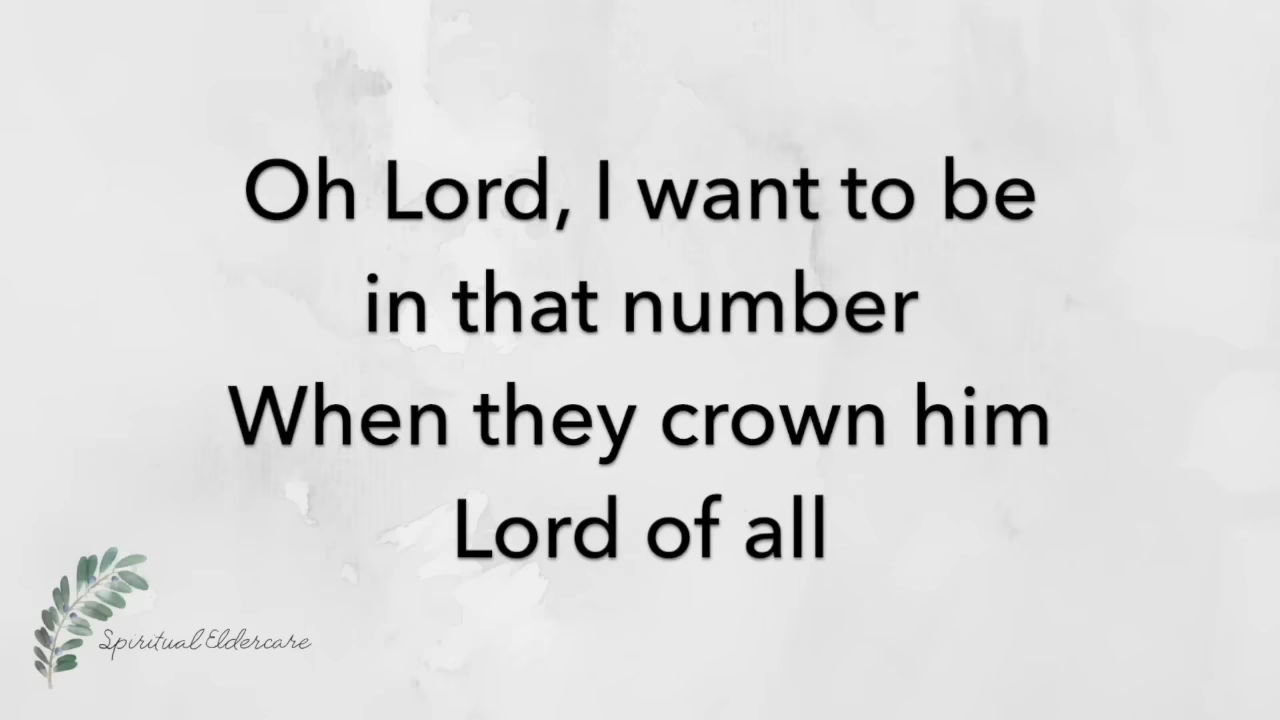 Oh Lord, I want to be
in that number
When they crown him
Lord of all
Spiritual Eldercare